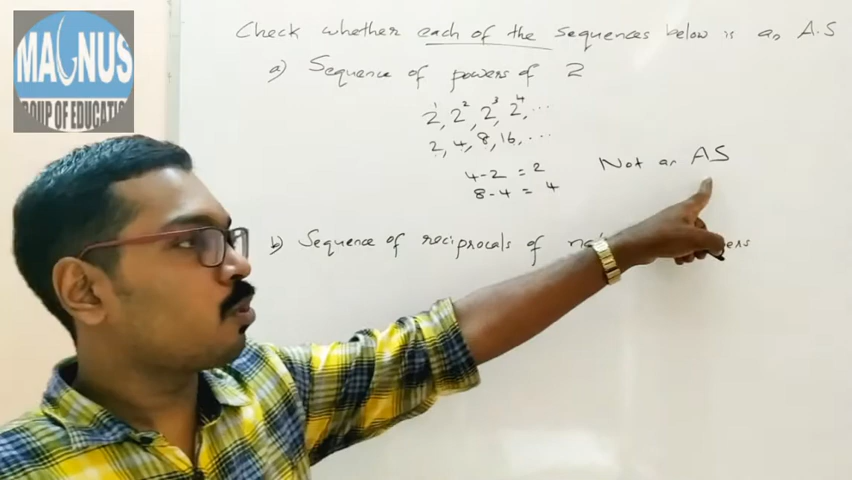 MAGNUS
GROUP OF EDUCATION
Check whether each of the sequences below is an A.S
a) Sequence of powers of 2
2¹, 2², 2³, 2⁴, ...
2, 4, 8, 16, ...
4-2 = 2
8-4 = 4
Not an AS
b) Sequence of reciprocals of